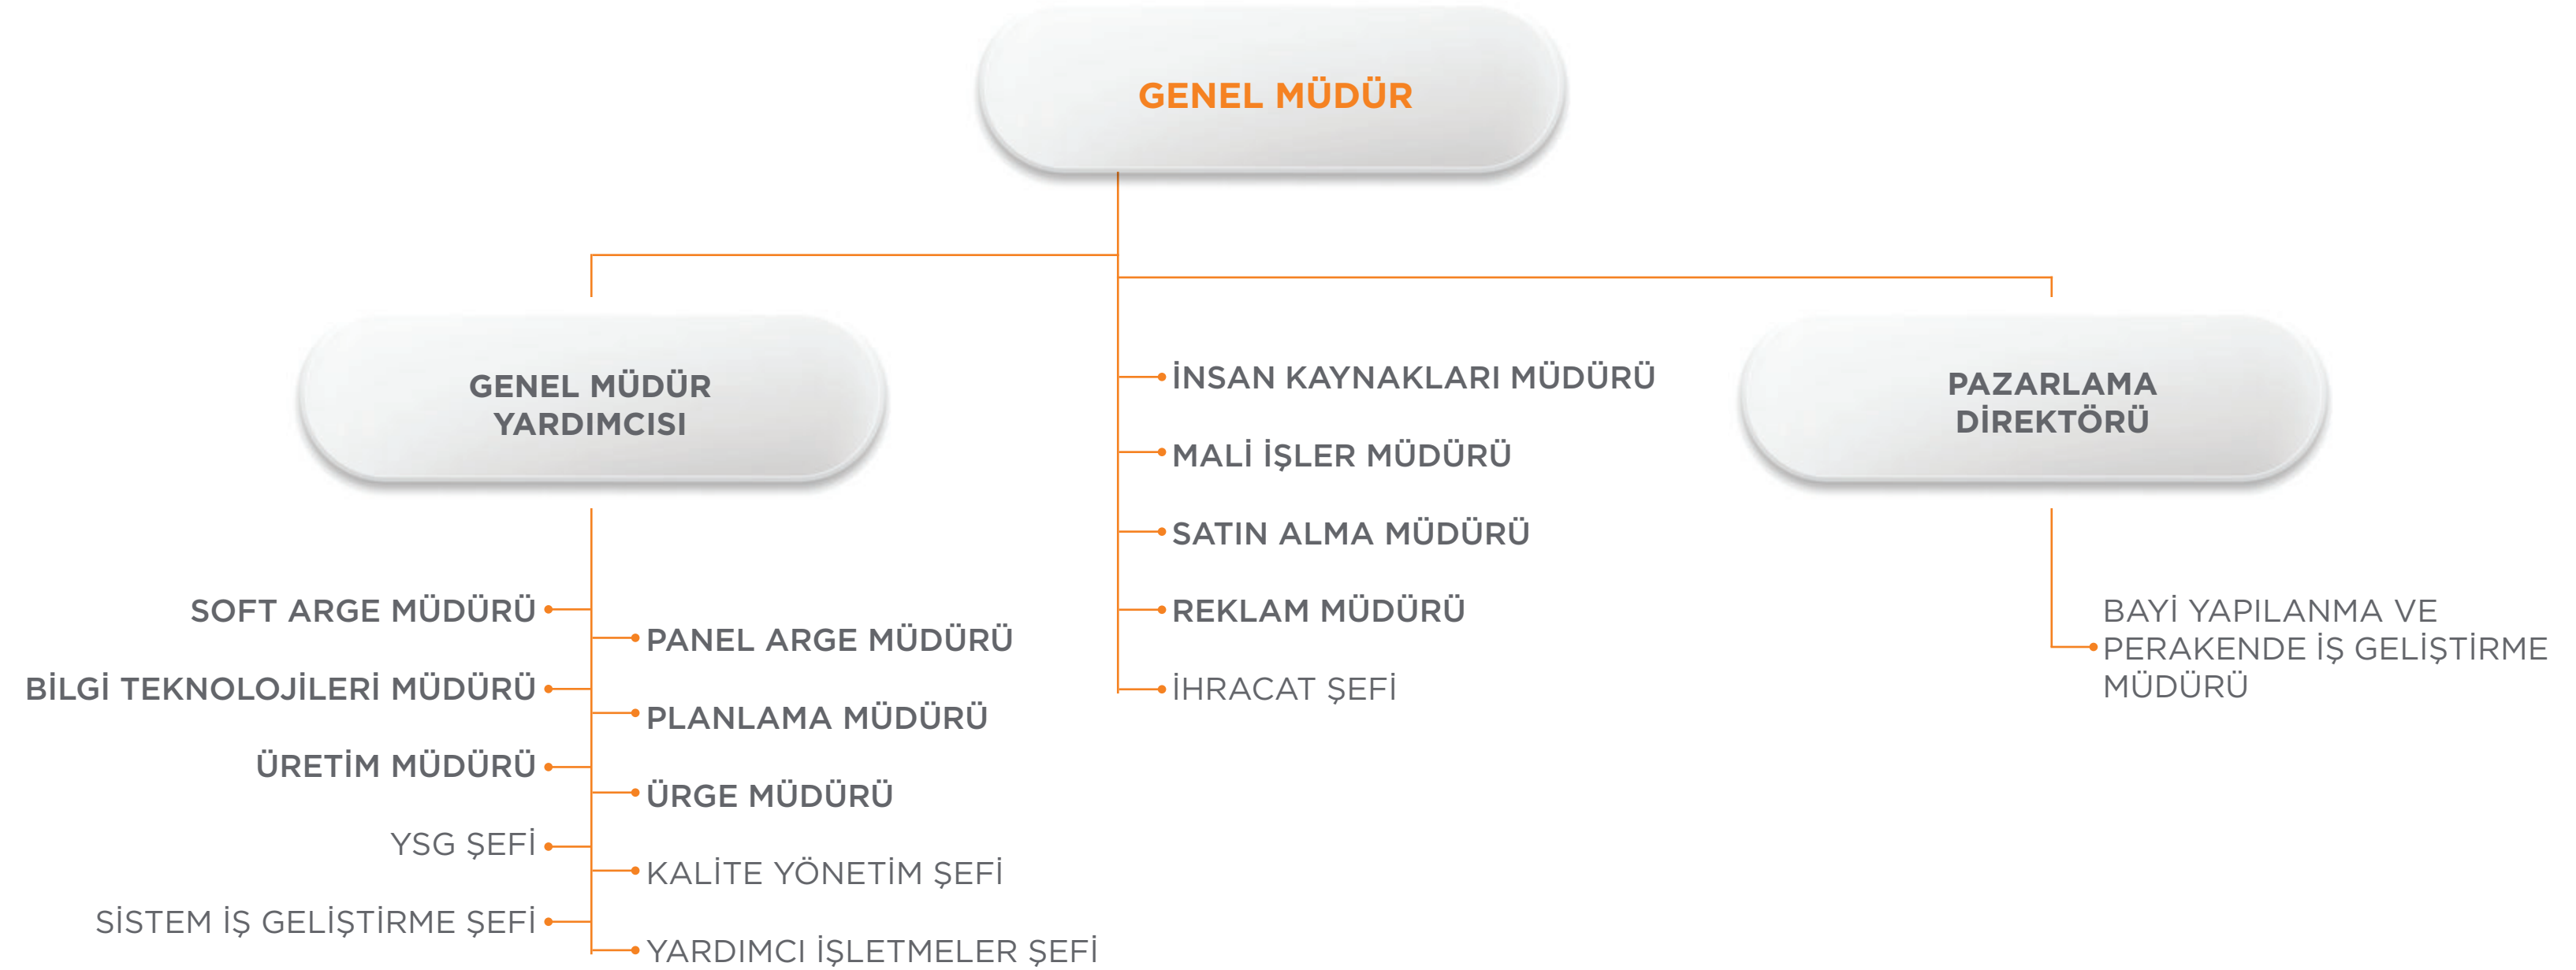 GENEL MÜDÜR
GENEL MÜDÜR
YARDIMCISI
SOFT ARGE MÜDÜRÜ
PANEL ARGE MÜDÜRÜ
BİLGİ TEKNOLOJİLERİ MÜDÜRÜ
PLANLAMA MÜDÜRÜ
ÜRETİM MÜDÜRÜ
ÜRGE MÜDÜRÜ
YSG ŞEFİ
KALİTE YÖNETİM ŞEFİ
SİSTEM İŞ GELİŞTİRME ŞEFİ
YARDIMCI İŞLETMELER ŞEFİ
İNSAN KAYNAKLARI MÜDÜRÜ
MALİ İŞLER MÜDÜRÜ
SATIN ALMA MÜDÜRÜ
REKLAM MÜDÜRÜ
İHRACAT ŞEFİ
PAZARLAMA
DİREKTÖRÜ
BAYİ YAPILANMA VE
PERAKENDE İŞ GELİŞTİRME
MÜDÜRÜ